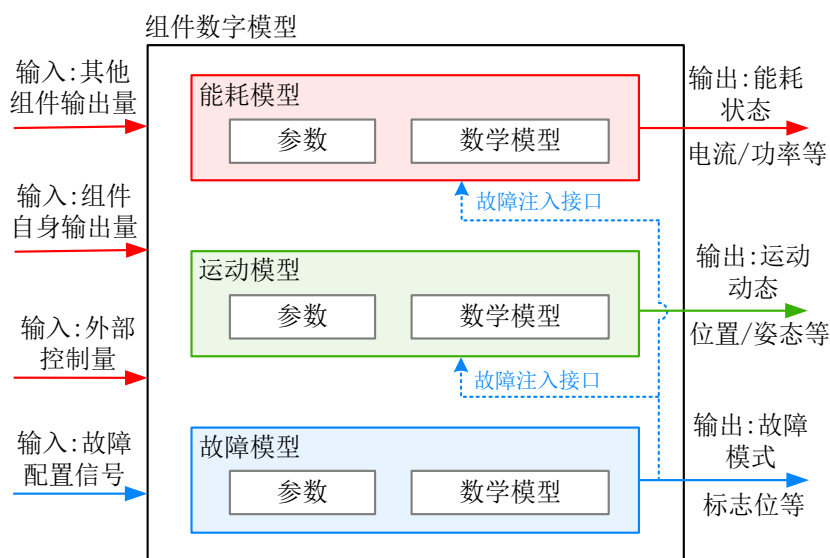 组件数字模型
输入:其他
组件输出量
输入:组件
自身输出量
输入:外部
控制量
输入:故障
配置信号
能耗模型
参数
数学模型
故障注入接口
运动模型
参数
数学模型
故障注入接口
故障模型
参数
数学模型
输出:能耗
状态
电流/功率等
输出:运动
动态
位置/姿态等
输出:故障
模式
标志位等